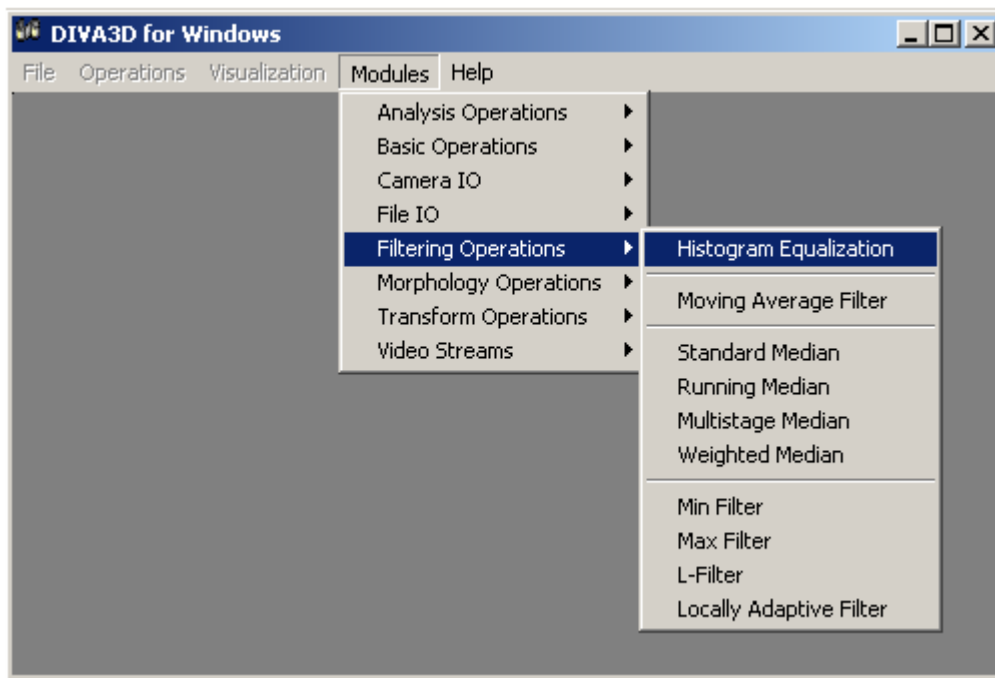 DIVA3D for Windows
File Operations Visualization Modules Help
Analysis Operations
Basic Operations
Camera IO
File IO
Filtering Operations
Morphology Operations
Transform Operations
Video Streams
Histogram Equalization
Moving Average Filter
Standard Median
Running Median
Multistage Median
Weighted Median
Min Filter
Max Filter
L-Filter
Locally Adaptive Filter